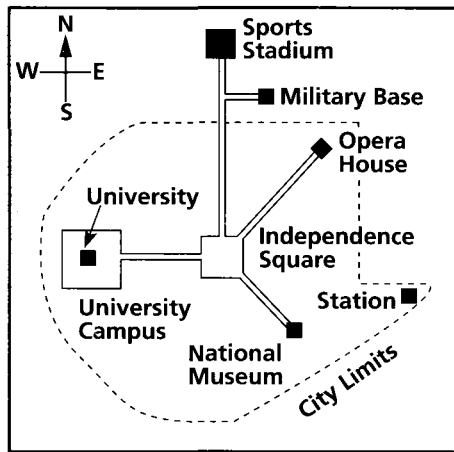 N
W E
S
Sports
Stadium
Military Base
Opera
House
University
Independence
Square
University
Campus
Station
National
Museum
City Limits